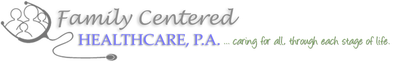 Family Centered
HEALTHCARE, P.A. ... caring for all, through each stage of life.